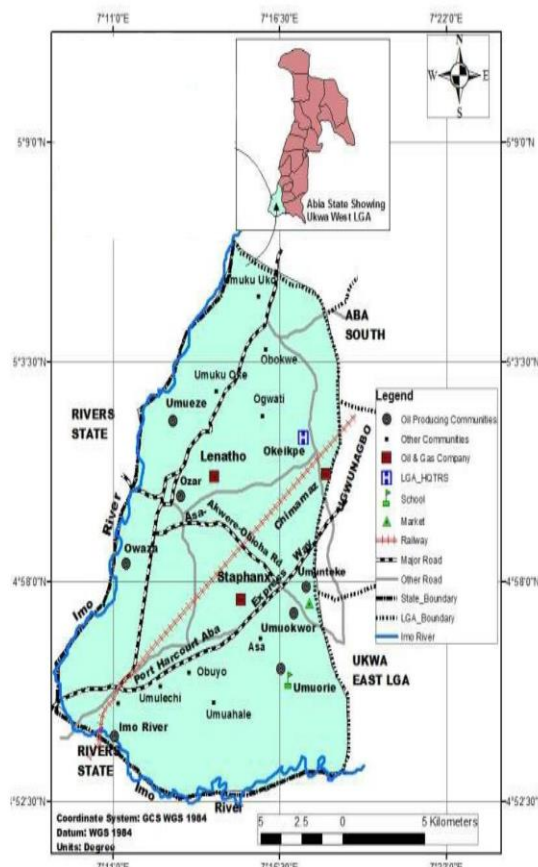 7°11'0"E 7°16'30"E 7°22'0"E
N
W E
S
5°9'0"N 5°9'0"N
Abia State Showing
Ukwa West LGA
Umuku Uko
ABA
SOUTH
5°3'30"N 5°3'30"N
Obokwe
Umuku Oke
Umueze
Ogwati
RIVERS
STATE
Okeikpe
Lenatho
Ozar
Chimamaz
UGWUNAGBO
River
Asa-Akwere-Obioha Rd
Owaza
4°58'0"N 4°58'0"N
Imo
Staphanx
Express Way
Umunteke
Umuokwor
Asa
Port Harcourt Aba
UKWA
EAST LGA
Obuyo
Umuorie
Umulechi
Umuahale
Imo River
RIVERS
STATE
Imo River
4°52'30"N 4°52'30"N
Legend
Oil Producing Communities
Other Communities
Oil & Gas Company
LGA_HQTRS
School
Market
Railway
Major Road
Other Road
State_Boundary
LGA_Boundary
Imo River
Coordinate System: GCS WGS 1984
Datum: WGS 1984
Units: Degree
5 2.5 0 5 Kilometers
7°11'0"E 7°16'30"E